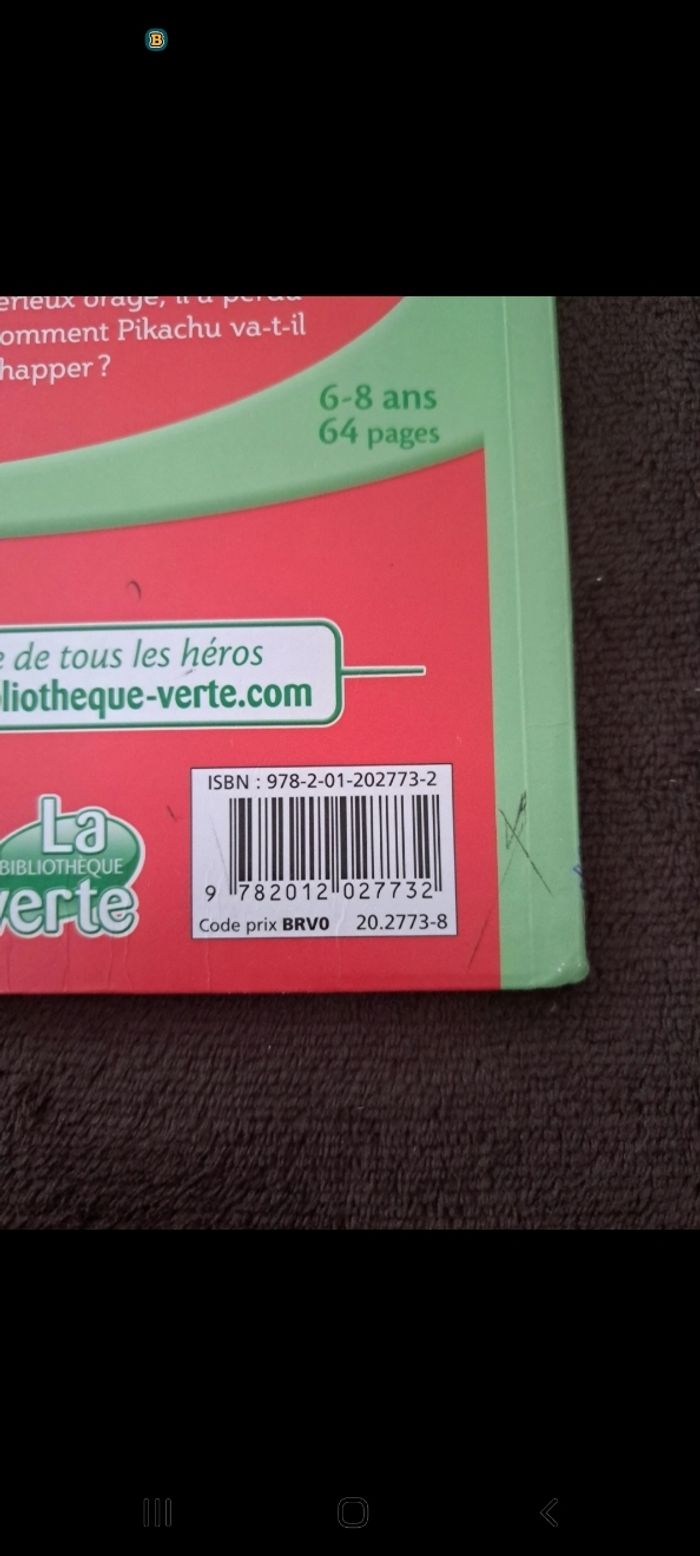 B
omment Pikachu va-t-il
happer ?
6-8 ans
64 pages
de tous les héros
liotheque-verte.com
ISBN : 978-2-01-202773-2
9 782012 027732
Code prix BRV0 20.2773-8
La
BIBLIOTHÈQUE
verte